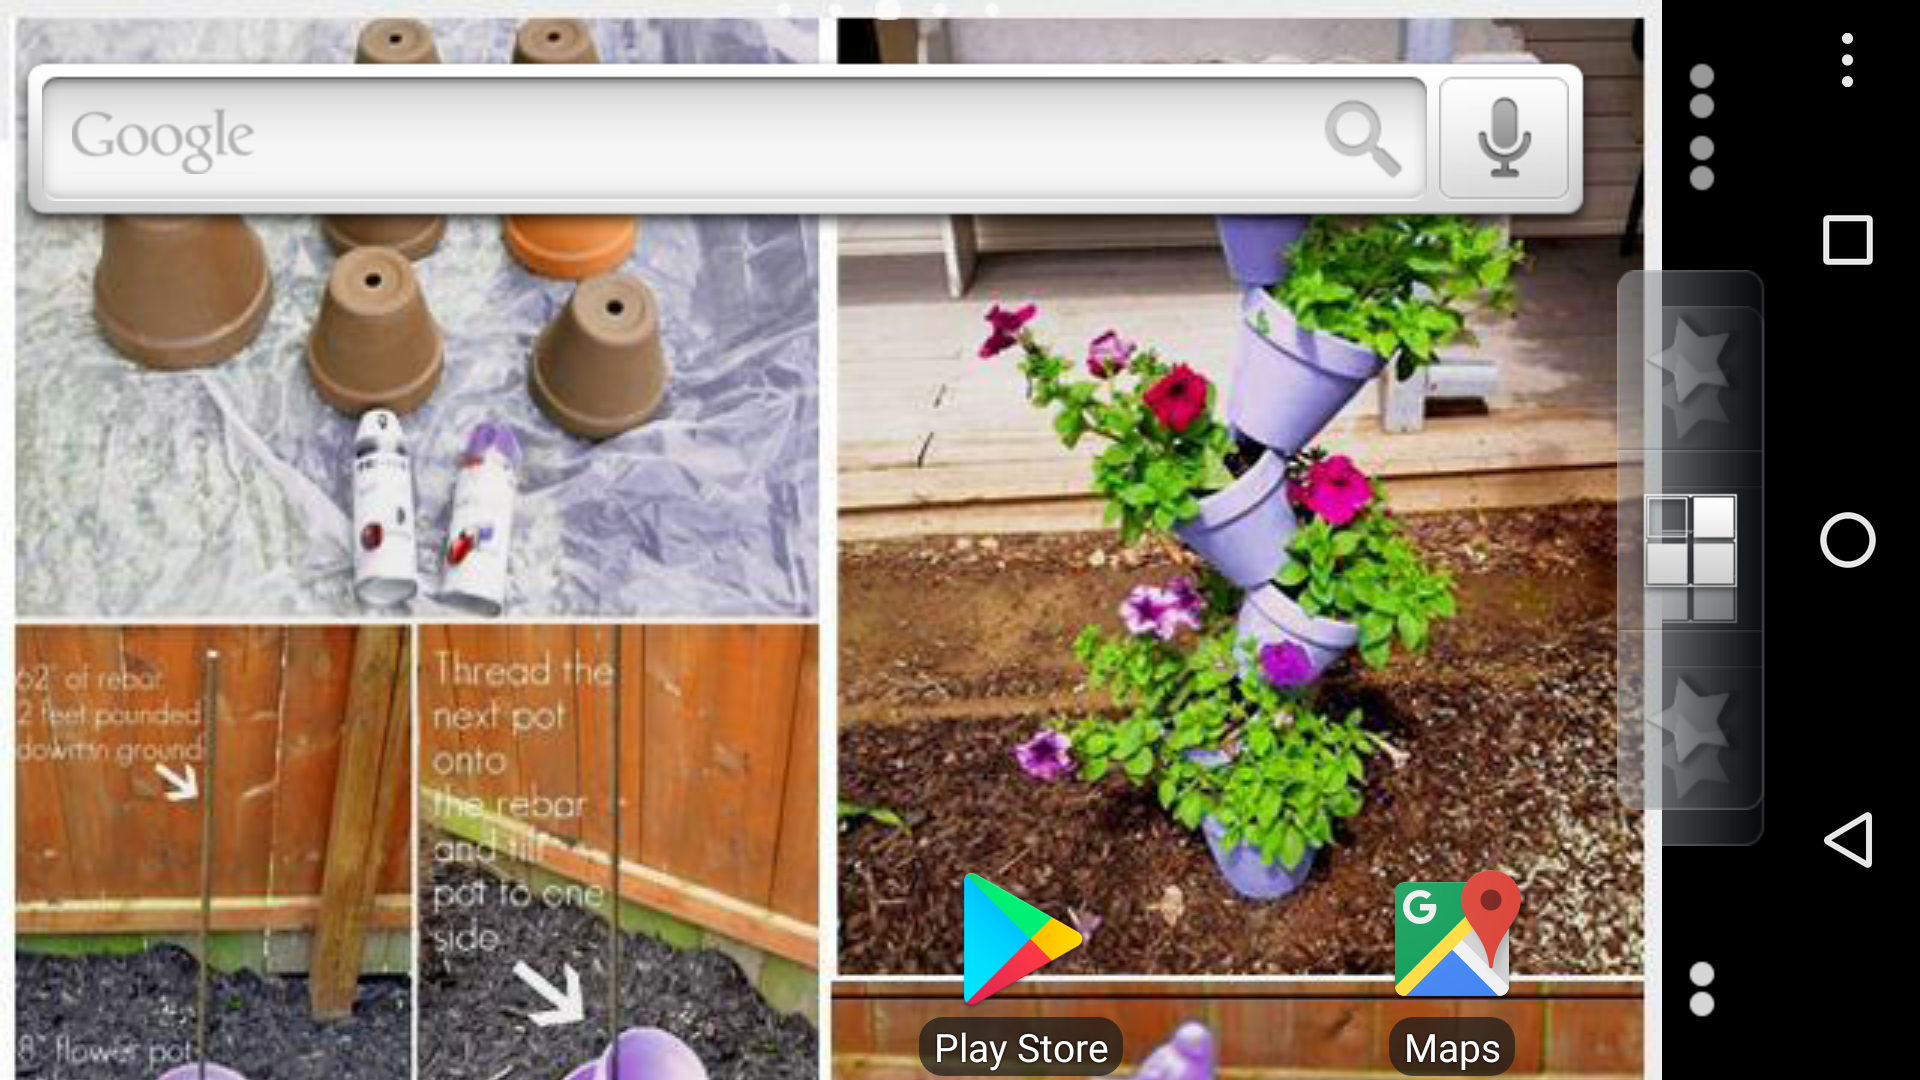 Google
62" of rebar
2 feet pounded
down in ground
8" flower pot
Thread the
next pot
onto
the rebar
and tilt
pot to one
side
G
Play Store
Maps